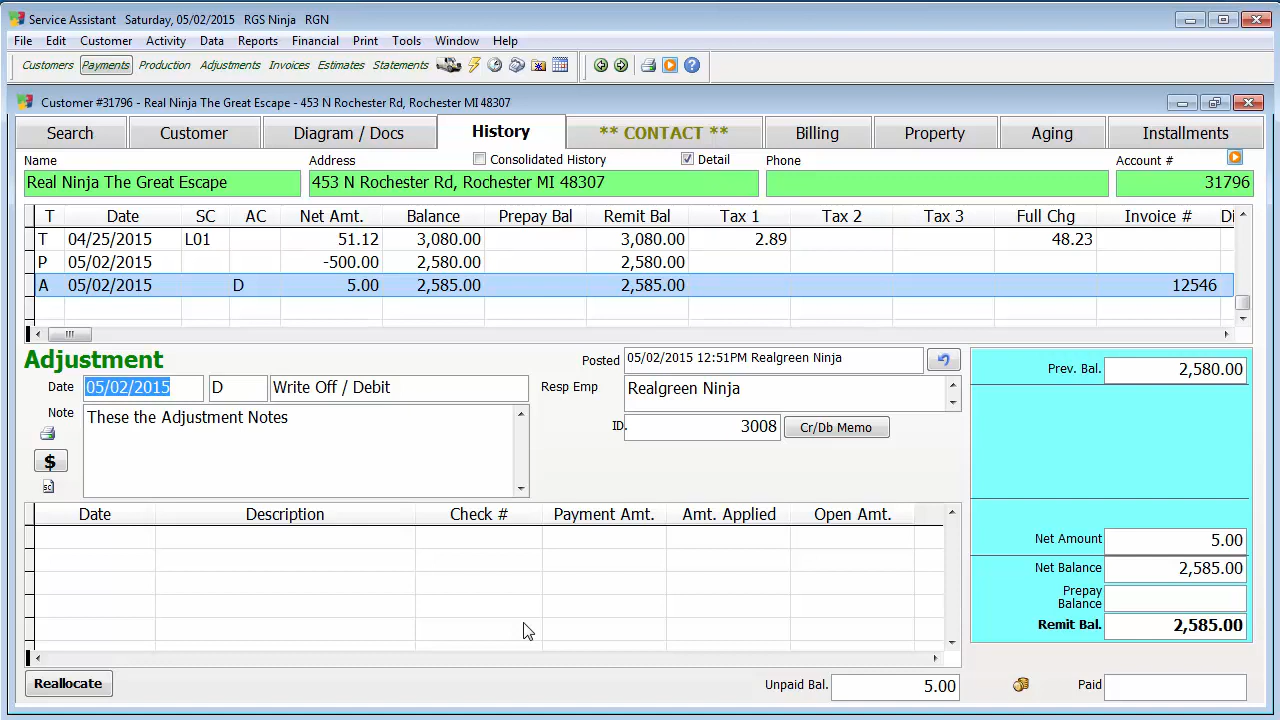 Service Assistant Saturday, 05/02/2015 RGS Ninja RGN
File Edit Customer Activity Data Reports Financial Print Tools Window Help
Customers Payments Production Adjustments Invoices Estimates Statements
Customer #31796 - Real Ninja The Great Escape - 453 N Rochester Rd, Rochester MI 48307
Search Customer Diagram / Docs History ** CONTACT ** Billing Property Aging Installments
Name Address Consolidated History Detail Phone Account #
Real Ninja The Great Escape 453 N Rochester Rd, Rochester MI 48307 31796
T Date SC AC Net Amt. Balance Prepay Bal Remit Bal Tax 1 Tax 2 Tax 3 Full Chg Invoice # Di
T 04/25/2015 L01 51.12 3,080.00 3,080.00 2.89 48.23
P 05/02/2015 -500.00 2,580.00 2,580.00
A 05/02/2015 D 5.00 2,585.00 2,585.00 12546
Adjustment Posted 05/02/2015 12:51PM Realgreen Ninja Prev. Bal. 2,580.00
Date 05/02/2015 D Write Off / Debit Resp Emp Realgreen Ninja
Note These the Adjustment Notes ID. 3008 Cr/Db Memo
$
sc
Date Description Check # Payment Amt. Amt. Applied Open Amt.
Net Amount 5.00
Net Balance 2,585.00
Prepay
Balance
Remit Bal. 2,585.00
Reallocate Unpaid Bal. 5.00 Paid